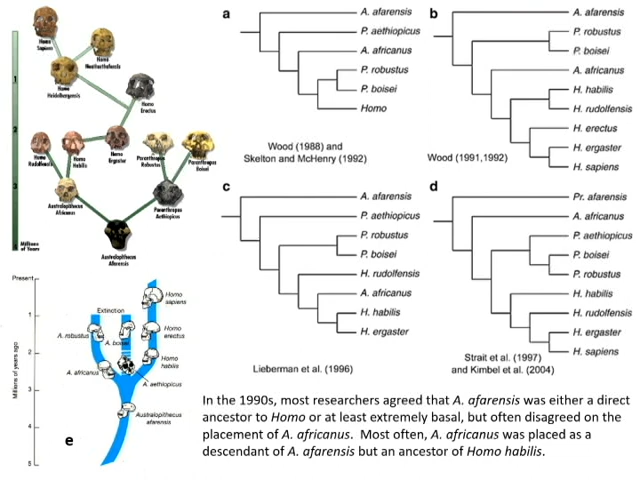 Homo
Sapiens
Homo
Neanderthalensis
Homo
Heidelbergensis
Homo
Erectus
Homo
Rudolfensis
Homo
Habilis
Homo
Ergaster
Paranthropus
Robustus
Paranthropus
Boisei
Australopithecus
Africanus
Paranthropus
Aethiopicus
Australopithecus
Afarensis
1
2
3
Millions
of Years
a
A. afarensis
P. aethiopicus
A. africanus
P. robustus
P. boisei
Homo
Wood (1988) and
Skelton and McHenry (1992)
b
A. afarensis
P. robustus
P. boisei
A. africanus
H. habilis
H. rudolfensis
H. erectus
H. ergaster
H. sapiens
Wood (1991,1992)
c
A. afarensis
P. aethiopicus
P. robustus
P. boisei
H. rudolfensis
A. africanus
H. habilis
H. ergaster
Lieberman et al. (1996)
d
Pr. afarensis
A. africanus
P. aethiopicus
P. boisei
P. robustus
H. habilis
H. rudolfensis
H. ergaster
H. sapiens
Strait et al. (1997)
and Kimbel et al. (2004)
Present
1
2
3
4
5
Millions of years ago
Extinction
Homo
sapiens
A. robustus
A. boisei
Homo
erectus
Homo
habilis
A. africanus
A. aethiopicus
Australopithecus
afarensis
e
In the 1990s, most researchers agreed that A. afarensis was either a direct
ancestor to Homo or at least extremely basal, but often disagreed on the
placement of A. africanus. Most often, A. africanus was placed as a
descendant of A. afarensis but an ancestor of Homo habilis.